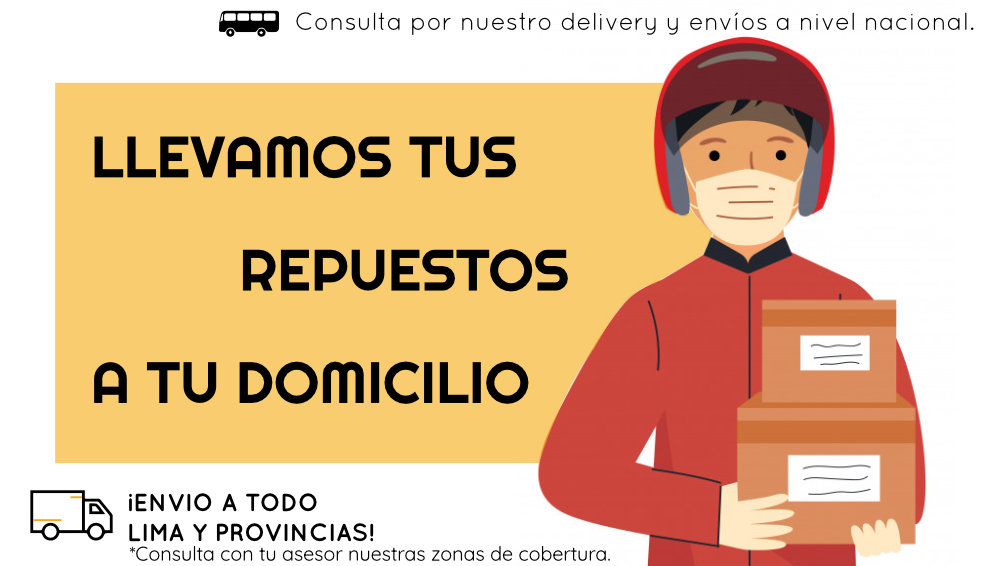 Consulta por nuestro delivery y envíos a nivel nacional.
LLEVAMOS TUS
REPUESTOS
A TU DOMICILIO
¡ENVIO A TODO
LIMA Y PROVINCIAS!
*Consulta con tu asesor nuestras zonas de cobertura.